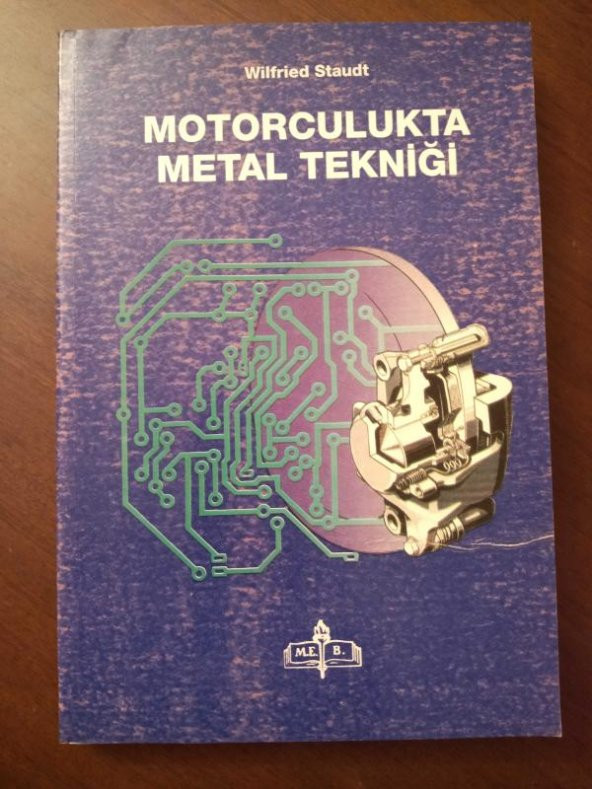 Wilfried Staudt
MOTORCULUKTA
METAL TEKNİĞİ
M.E. B.